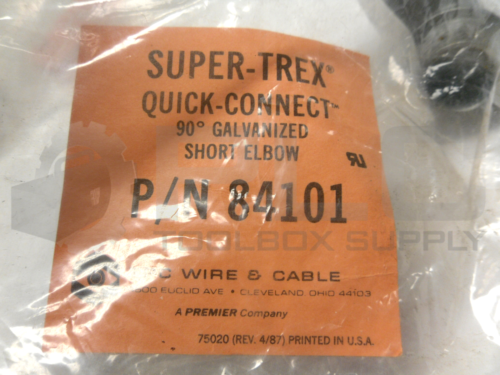 SUPER-TREX®
QUICK-CONNECT™
90° GALVANIZED
SHORT ELBOW
P/N 84101
TOOLBOX SUPPLY
C WIRE & CABLE
EUCLID AVE • CLEVELAND, OHIO 44103
A PREMIER Company
75020 (REV. 4/87) PRINTED IN U.S.A.